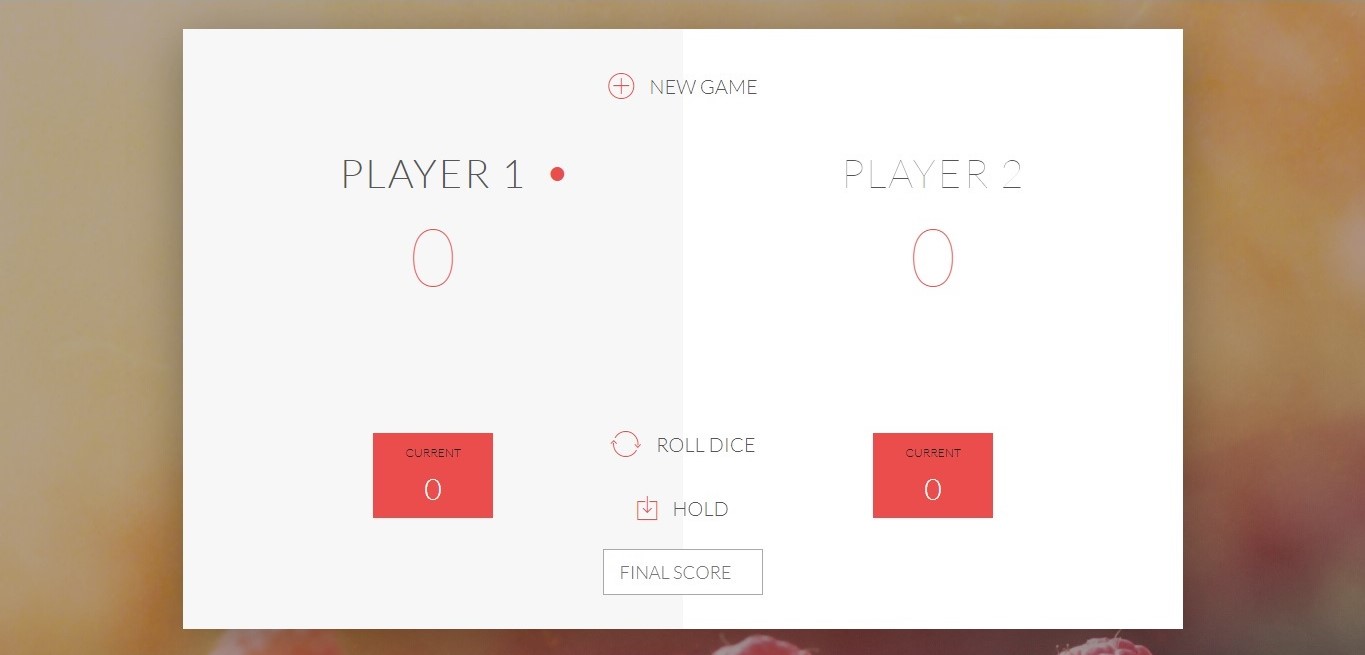 NEW GAME
PLAYER 1
PLAYER 2
0
0
CURRENT
0
ROLL DICE
HOLD
CURRENT
0
FINAL SCORE